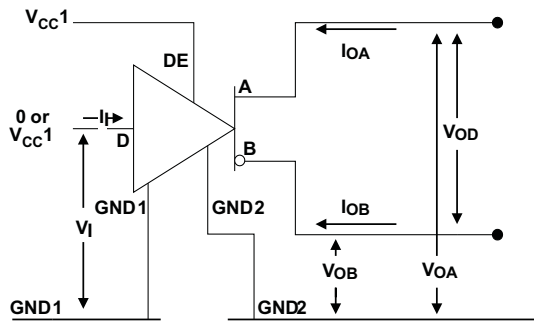 VCC1
DE
IOA
A
0 or
VCC1
II
D
VOD
B
GND1
GND2
IOB
VI
VOB
VOA
GND1
GND2